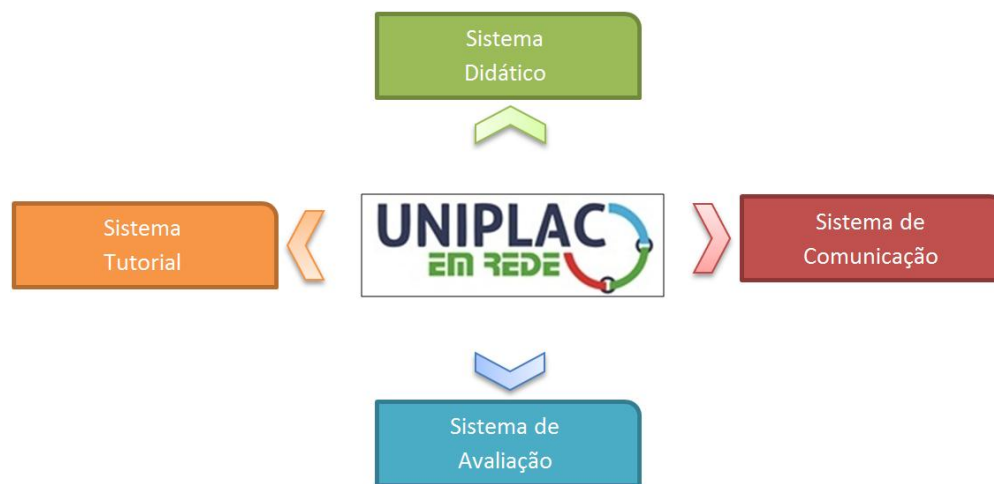 Sistema
Didático
Sistema
Tutorial
UNIPLAC
EM REDE
Sistema de
Comunicação
Sistema de
Avaliação